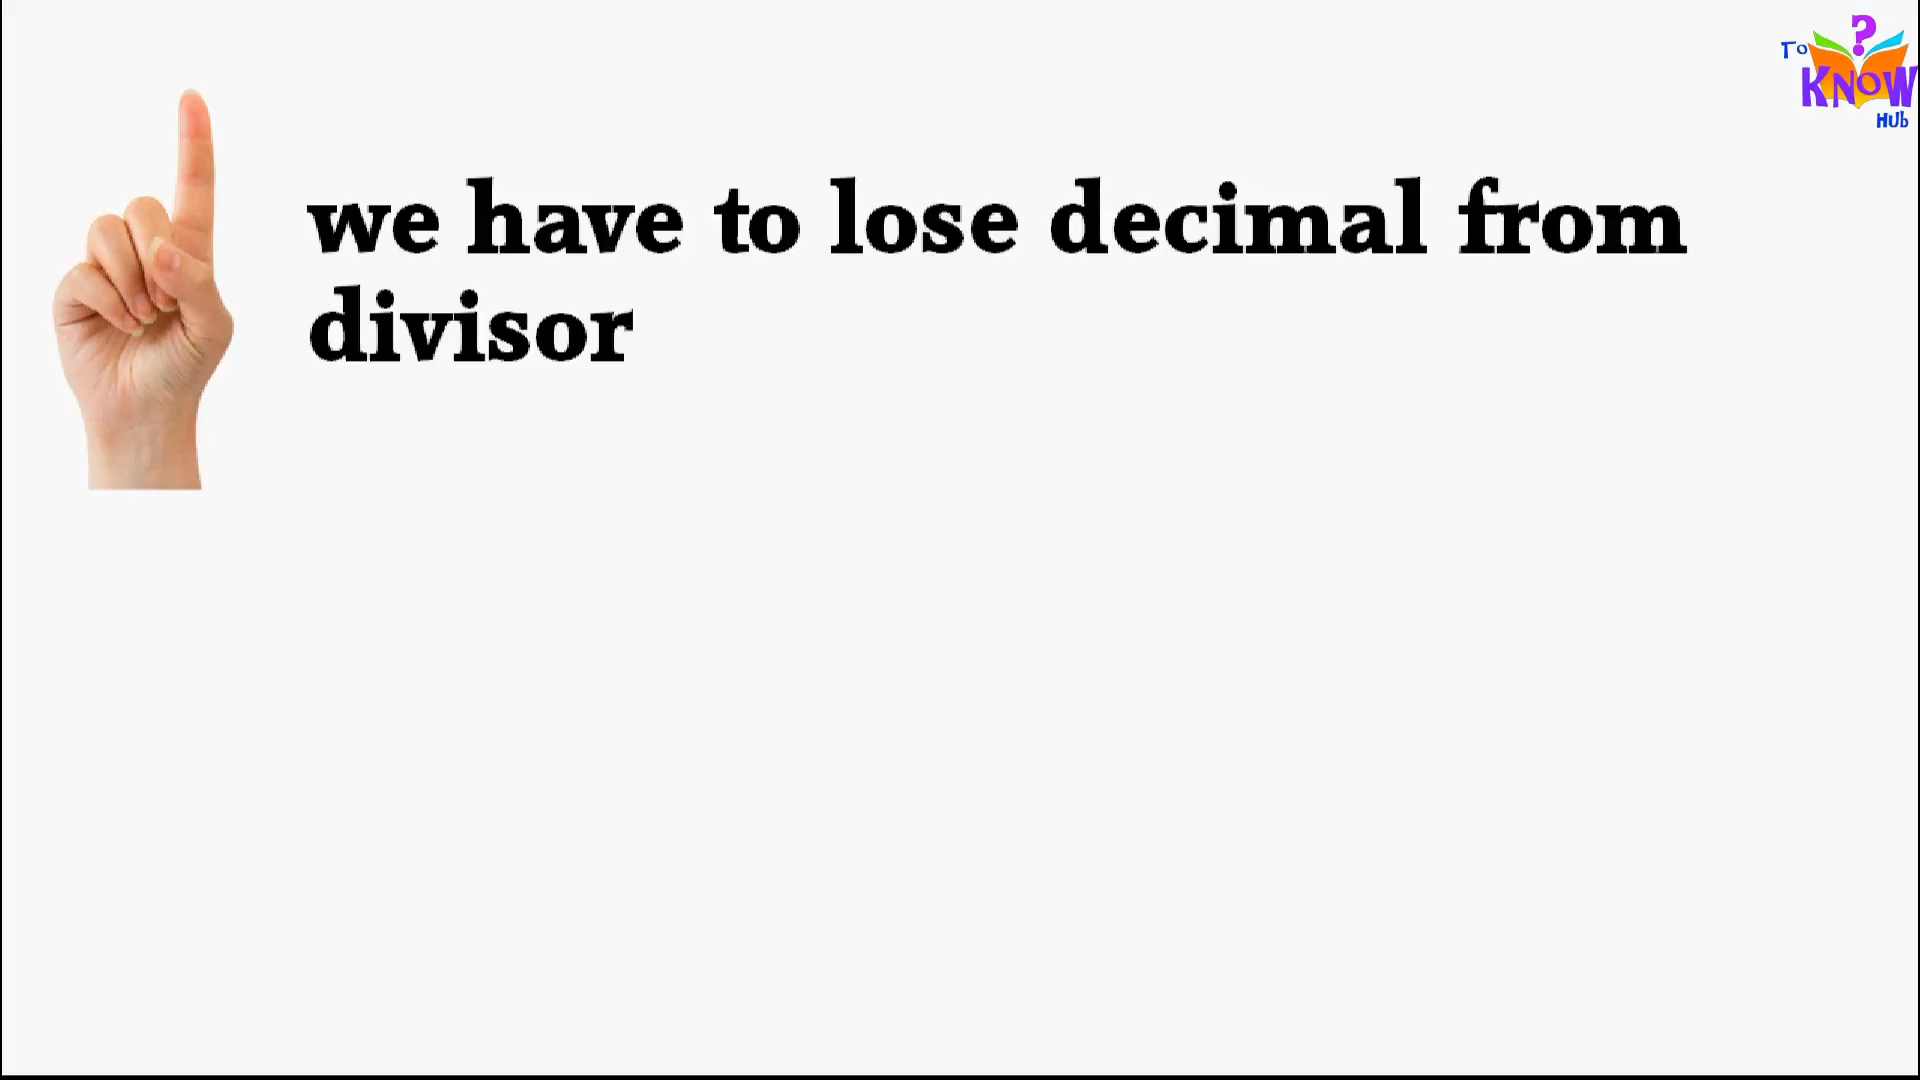 To
?
KNOW
HUb
we have to lose decimal from
divisor